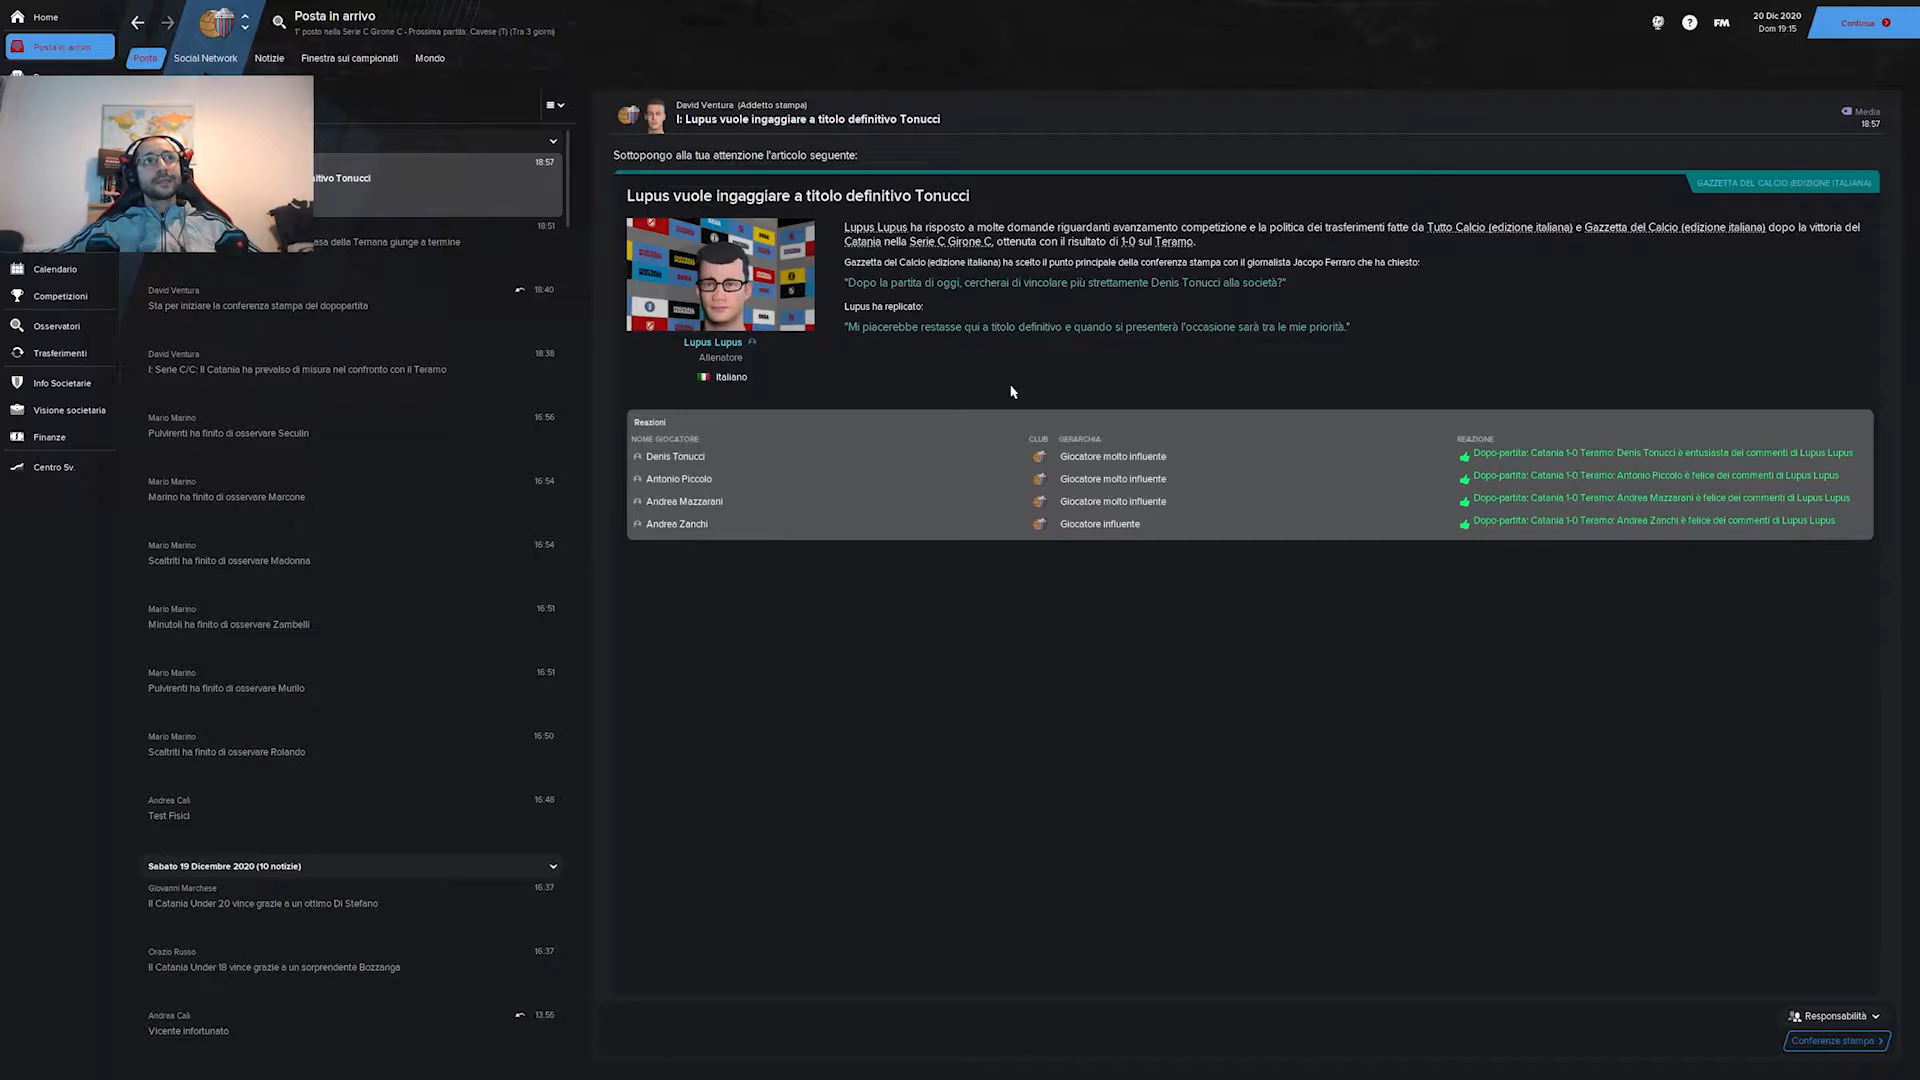 Home
Posta in arrivo
Posta in arrivo
1° posto nella Serie C Girone C - Prossima partita: Cavese (T) (Tra 3 giorni)
FM
20 Dic 2020
Dom 19:15
Continua
Posta
Social Network
Notizie
Finestra sui campionati
Mondo
Calendario
Competizioni
Osservatori
Trasferimenti
Info Societarie
Visione societaria
Finanze
Centro Sv.
18:57
itivo Tonucci
18:51
asa della Ternana giunge a termine
David Ventura
18:40
Sta per iniziare la conferenza stampa del dopopartita
David Ventura
18:38
I: Serie C/C: Il Catania ha prevalso di misura nel confronto con il Teramo
Mario Marino
16:56
Pulvirenti ha finito di osservare Seculin
Mario Marino
16:54
Marino ha finito di osservare Marcone
Mario Marino
16:54
Scaltriti ha finito di osservare Madonna
Mario Marino
16:51
Minutoli ha finito di osservare Zambelli
Mario Marino
16:51
Pulvirenti ha finito di osservare Murilo
Mario Marino
16:50
Scaltriti ha finito di osservare Rolando
Andrea Calì
16:48
Test Fisici
Sabato 19 Dicembre 2020 (10 notizie)
Giovanni Marchese
16:37
Il Catania Under 20 vince grazie a un ottimo Di Stefano
Orazio Russo
16:37
Il Catania Under 18 vince grazie a un sorprendente Bozzanga
Andrea Calì
13:55
Vicente infortunato
David Ventura (Addetto stampa)
I: Lupus vuole ingaggiare a titolo definitivo Tonucci
Media
18.57
Sottopongo alla tua attenzione l'articolo seguente:
GAZZETTA DEL CALCIO (EDIZIONE ITALIANA)
Lupus vuole ingaggiare a titolo definitivo Tonucci
Lupus Lupus ha risposto a molte domande riguardanti avanzamento competizione e la politica dei trasferimenti fatte da Tutto Calcio (edizione italiana) e Gazzetta del Calcio (edizione italiana) dopo la vittoria del
Catania nella Serie C Girone C, ottenuta con il risultato di 1-0 sul Teramo.
Gazzetta del Calcio (edizione italiana) ha scelto il punto principale della conferenza stampa con il giornalista Jacopo Ferraro che ha chiesto:
"Dopo la partita di oggi, cercherai di vincolare più strettamente Denis Tonucci alla società?"
Lupus ha replicato:
"Mi piacerebbe restasse qui a titolo definitivo e quando si presenterà l'occasione sarà tra le mie priorità."
Lupus Lupus
Allenatore
Italiano
Reazioni
NOME GIOCATORE CLUB GERARCHIA REAZIONE
Denis Tonucci Giocatore molto influente Dopo-partita: Catania 1-0 Teramo: Denis Tonucci è entusiasta dei commenti di Lupus Lupus
Antonio Piccolo Giocatore molto influente Dopo-partita: Catania 1-0 Teramo: Antonio Piccolo è felice dei commenti di Lupus Lupus
Andrea Mazzarani Giocatore molto influente Dopo-partita: Catania 1-0 Teramo: Andrea Mazzarani è felice dei commenti di Lupus Lupus
Andrea Zanchi Giocatore influente Dopo-partita: Catania 1-0 Teramo: Andrea Zanchi è felice dei commenti di Lupus Lupus
Responsabilità
Conferenze stampa